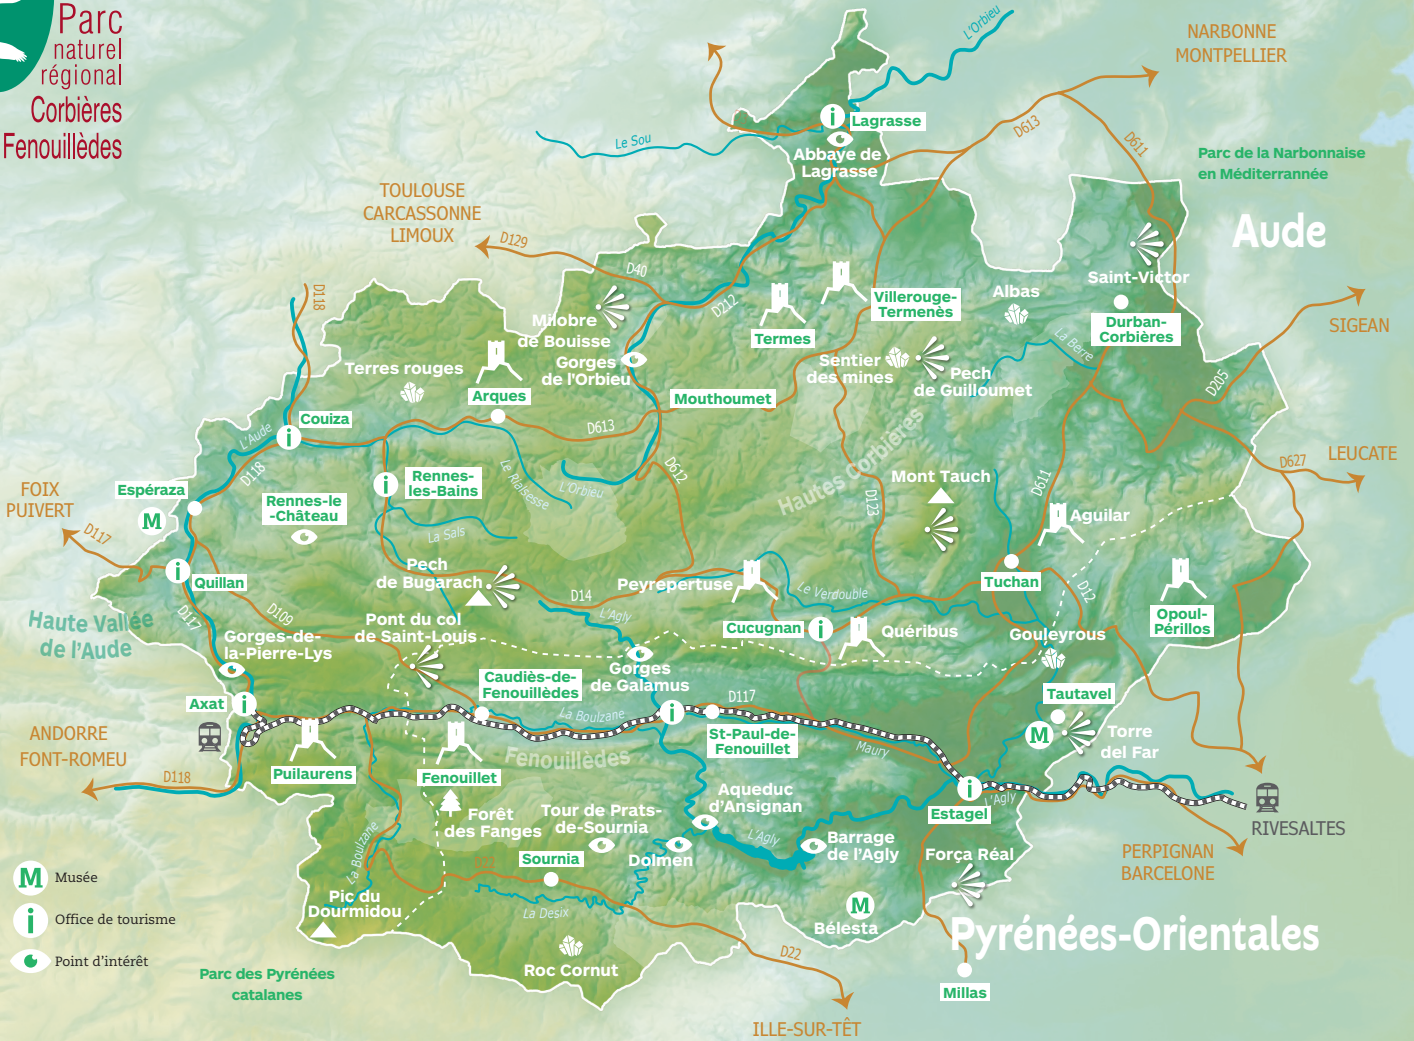 Parc
naturel
régional
Corbières
Fenouillèdes
NARBONNE
MONTPELLIER
L'Orbieu
Lagrasse
Abbaye de
Lagrasse
Le Sou
D613
D611
Parc de la Narbonnaise
en Méditerrannée
Aude
TOULOUSE
CARCASSONNE
LIMOUX
D129
D40
D212
D118
Saint-Victor
Durban-
Corbières
SIGEAN
Albas
Villerouge-
Termenès
Termes
Milobre
de Bouisse
Gorges
de l'Orbieu
Sentier
des mines
Pech
de Guilloumet
La Berre
D205
Terres rouges
Arques
Mouthoumet
Couiza
L'Aude
D118
D613
D612
Hautes Corbières
Mont Tauch
D123
D611
D627
LEUCATE
FOIX
PUIVERT
D117
Espéraza
M
Rennes-
les-Bains
Rennes-le
-Château
Le Rialsesse
L'Orbieu
La Sals
Aguilar
Quillan
Pech
de Bugarach
D14
L'Agly
Peyrepertuse
Le Verdouble
Tuchan
D12
Opoul-
Périllos
Haute Vallée
de l'Aude
D117
D109
Gorges-de-
la-Pierre-Lys
Pont du col
de Saint-Louis
Cucugnan
Quéribus
Gouleyrous
Gorges
de Galamus
Axat
Caudiès-de-
Fenouillèdes
La Boulzane
D117
St-Paul-de-
Fenouillet
Maury
Tautavel
M
Torre
del Far
ANDORRE
FONT-ROMEU
D118
Puilaurens
Fenouillet
Fenouillèdes
Forêt
des Fanges
La Boulzane
Aqueduc
d'Ansignan
Tour de Prats-
de-Sournia
Sournia
Dolmen
L'Agly
Barrage
de l'Agly
Estagel
L'Agly
RIVESALTES
PERPIGNAN
BARCELONE
Força Réal
M
Bélesta
Pyrénées-Orientales
Pic du
Dourmidou
La Desix
Roc Cornut
D22
Millas
ILLE-SUR-TÊT
Parc des Pyrénées
catalanes
M Musée
i Office de tourisme
Point d'intérêt